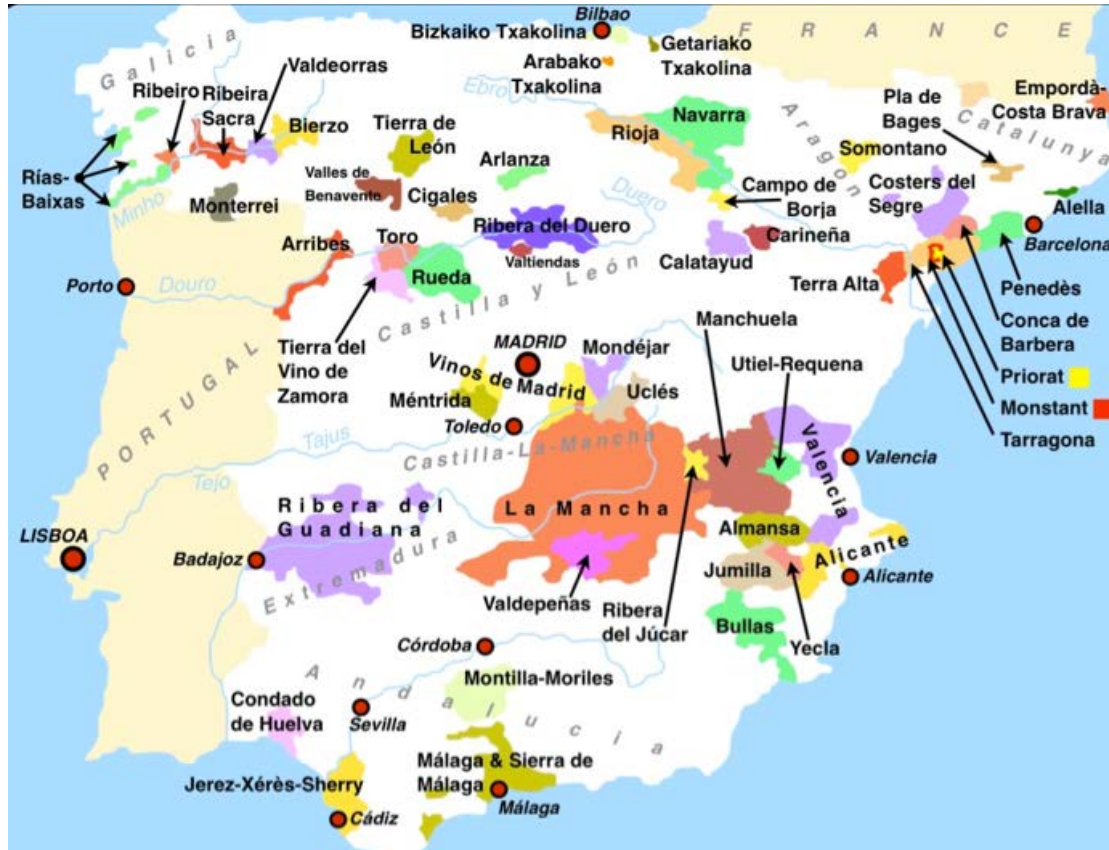 Bilbao
Bizkaiko Txakolina
Getariako
Txakolina
Arabako
Txakolina
F R A N C E
Galicia
Valdeorras
Ribeiro
Ribeira
Sacra
Bierzo
Tierra de
León
Ebro
Navarra
Rioja
Aragon
Pla de
Bages
Empordà-
Costa Brava
Catalunya
Somontano
Rías-
Baixas
Minho
Monterrei
Valles de
Benavente
Cigales
Arlanza
Duero
Campo de
Borja
Costers del
Segre
Alella
Barcelona
Arribes
Toro
Ribera del Duero
Valtiendas
Rueda
Calatayud
Carineña
Terra Alta
Penedès
Porto
Douro
Castilla y León
Conca de
Barbera
Priorat
Monstant
Tarragona
Tierra del
Vino de
Zamora
MADRID
Vinos de Madrid
Mondéjar
Manchuela
Utiel-Requena
Méntrida
Uclés
Toledo
PORTUGAL
Tajus
Tejo
Castilla-La-Mancha
Valencia
Valencia
LISBOA
Badajoz
Ribera del
Guadiana
Extremadura
La Mancha
Almansa
Alicante
Alicante
Jumilla
Valdepeñas
Ribera
del Júcar
Bullas
Yecla
Córdoba
Montilla-Moriles
Andalucia
Condado
de Huelva
Sevilla
Jerez-Xérès-Sherry
Cádiz
Málaga & Sierra de
Málaga
Málaga